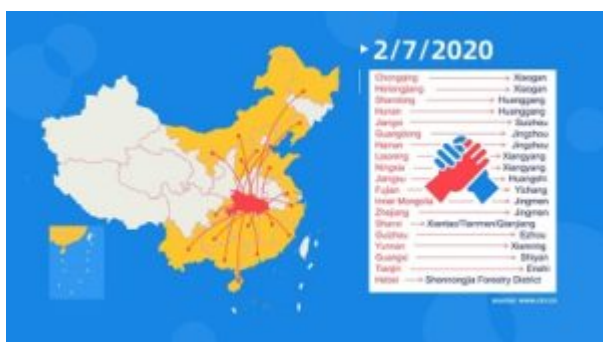 2/7/2020
Chongqing Xiaogan
Heilongjiang Xiaogan
Shandong Huanggang
Hunan Huanggang
Jiangxi Suizhou
Guangdong Jingzhou
Hainan Jingzhou
Liaoning Xiangyang
Ningxia Xiangyang
Jiangsu Huangshi
Fujian Yichang
Inner Mongolia Jingmen
Zhejiang Jingmen
Shanxi Xiantao/Tianmen/Qianjiang
Guizhou Ezhou
Yunnan Xianning
Guangxi Shiyan
Tianjin Enshi
Hebei Shennongjia Forestry District
source: